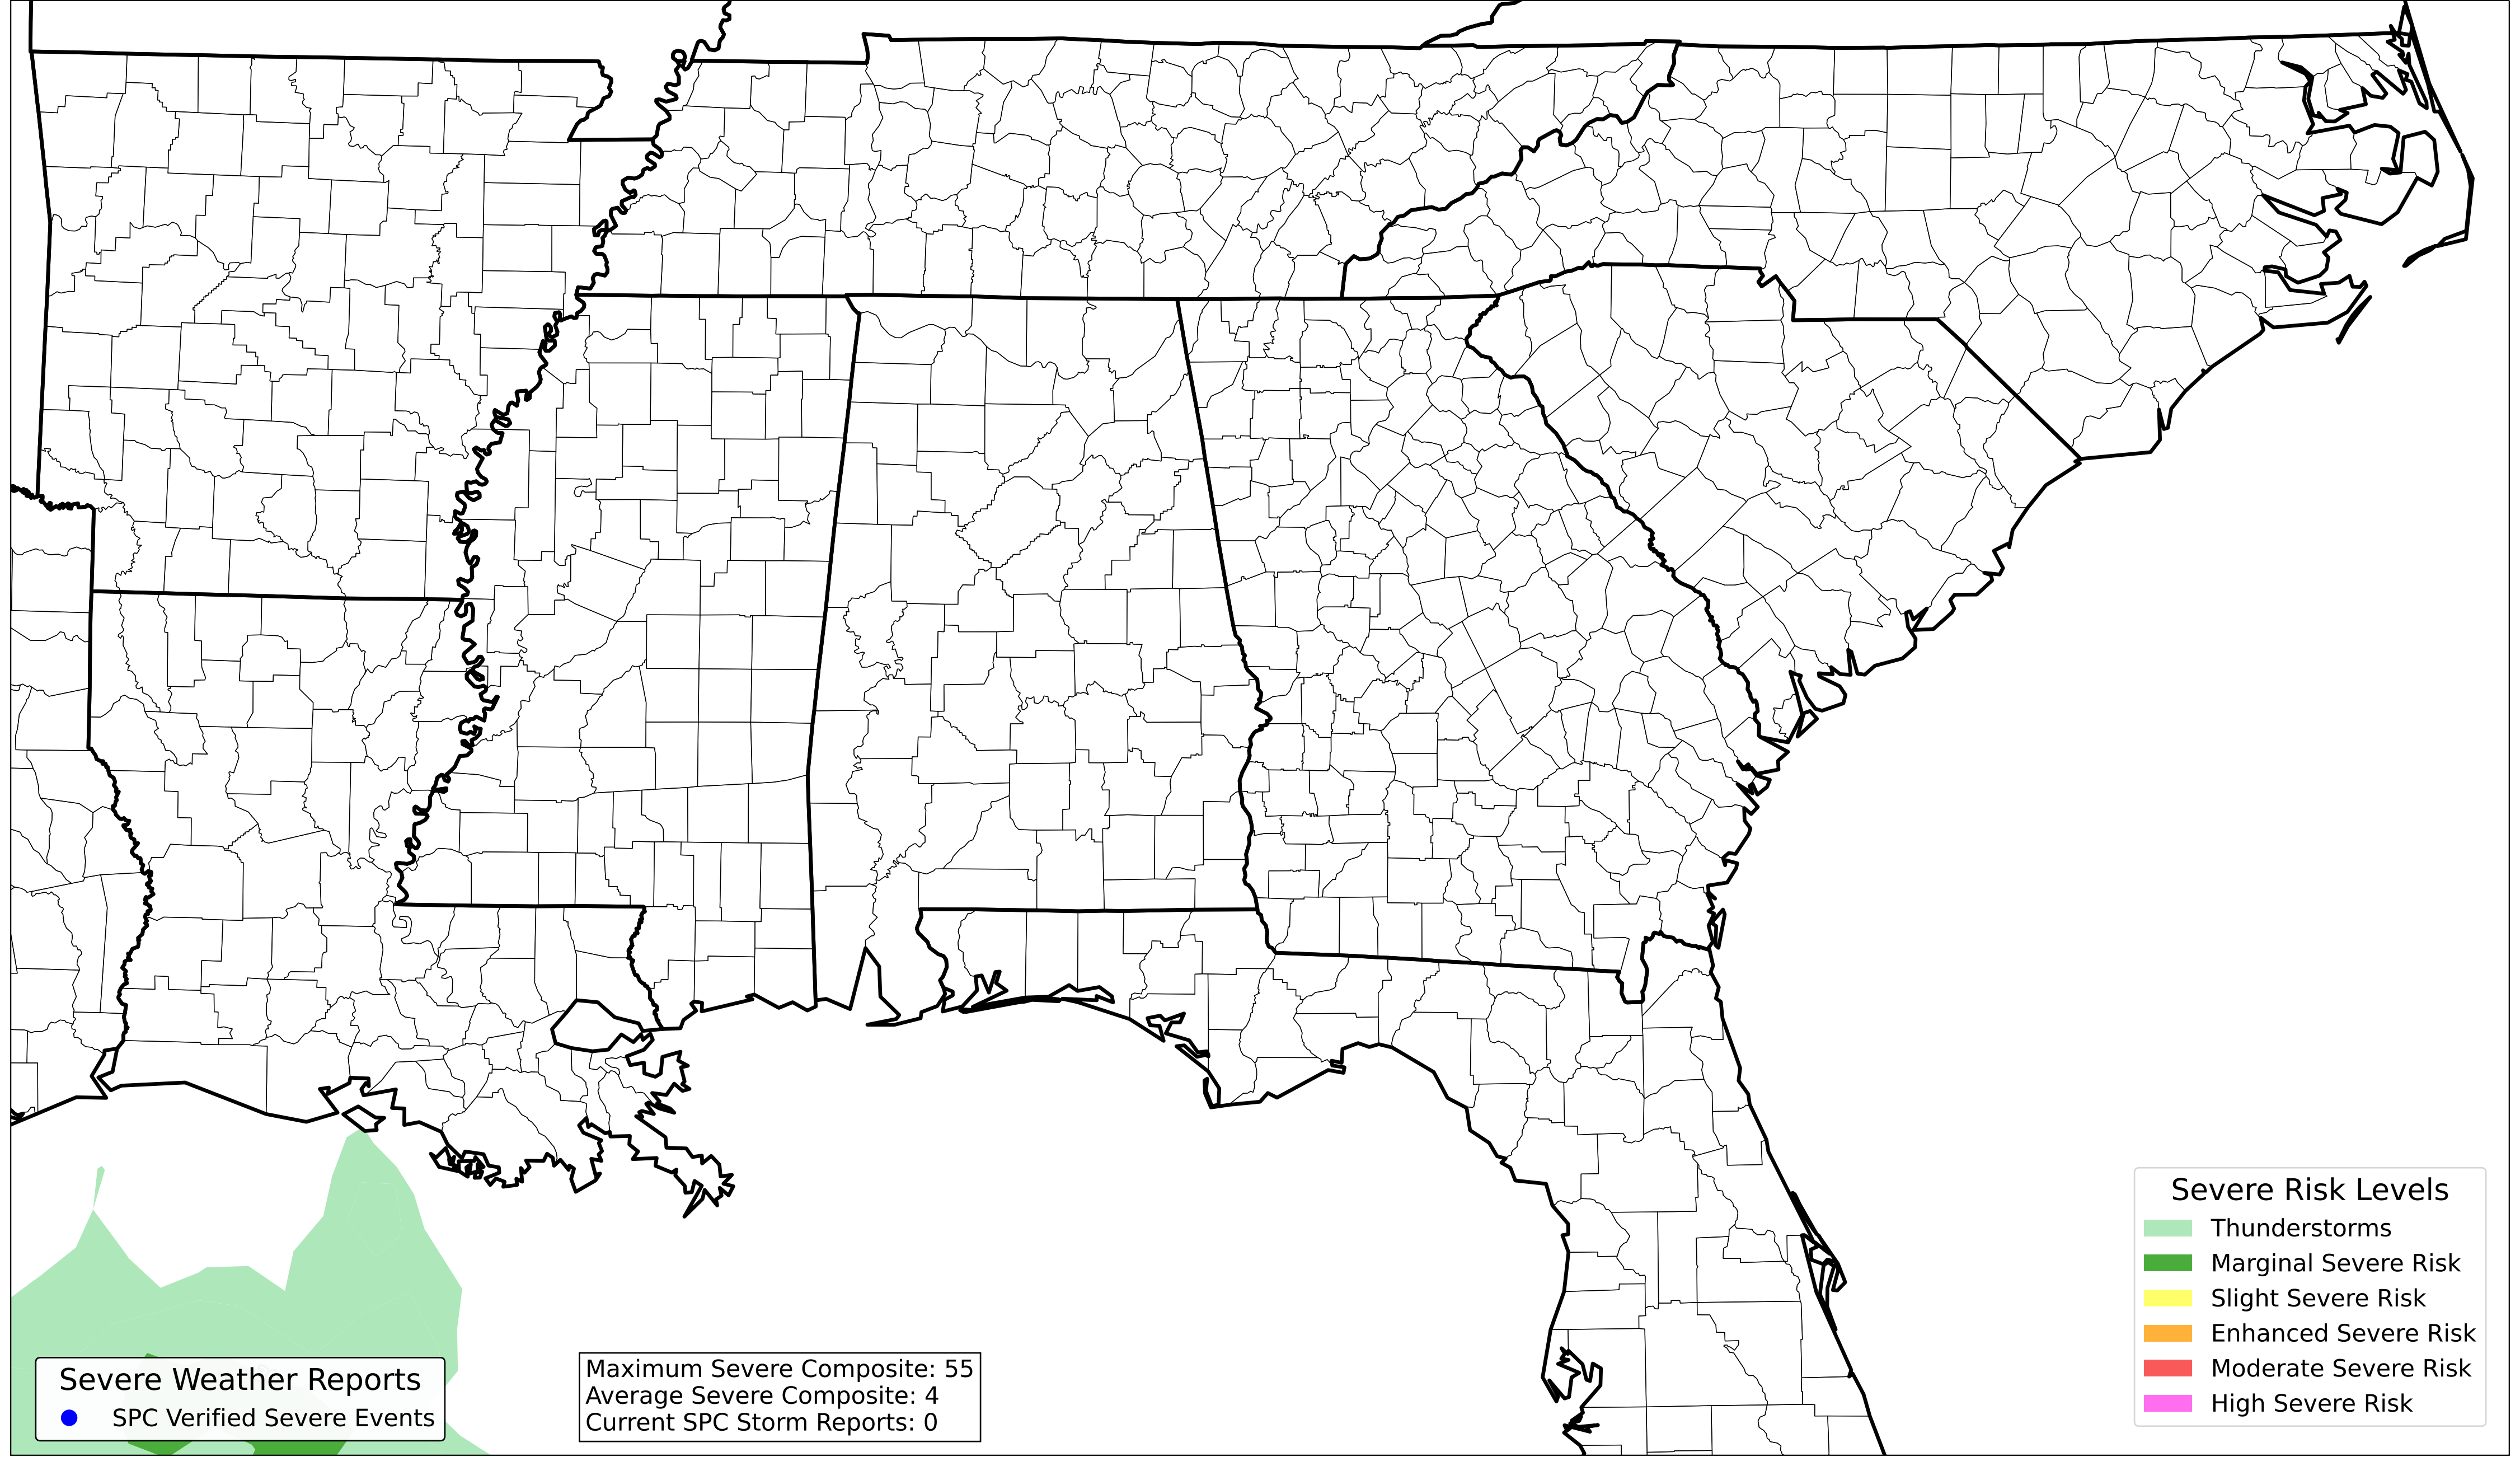 Severe Weather Reports
SPC Verified Severe Events
Maximum Severe Composite: 55
Average Severe Composite: 4
Current SPC Storm Reports: 0
Severe Risk Levels
Thunderstorms
Marginal Severe Risk
Slight Severe Risk
Enhanced Severe Risk
Moderate Severe Risk
High Severe Risk